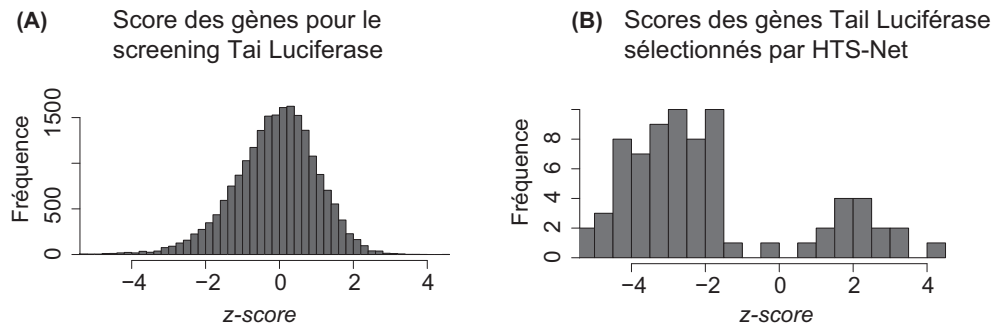 (A) Score des gènes pour le
screening Tai Luciferase
Fréquence
1500
500
0
−4 −2 0 2 4
z-score
(B) Scores des gènes Tail Luciférase
sélectionnés par HTS-Net
Fréquence
8
6
4
2
0
−4 −2 0 2 4
z-score